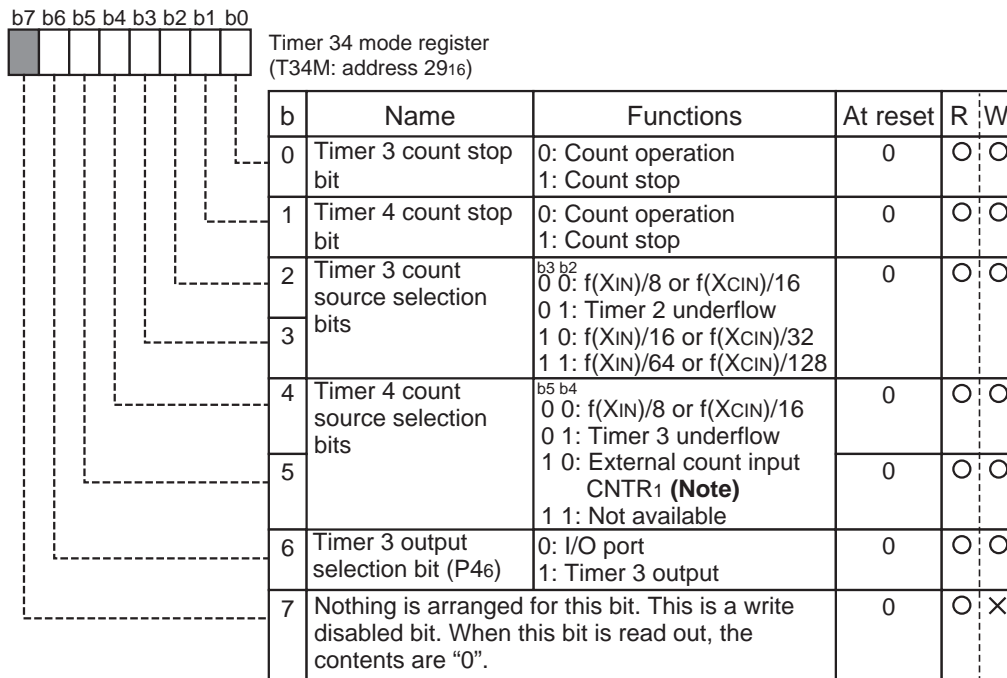 b7 b6 b5 b4 b3 b2 b1 b0
Timer 34 mode register
(T34M: address 2916)
b Name Functions At reset R W
0 Timer 3 count stop bit 0: Count operation 0 O O
1: Count stop
1 Timer 4 count stop bit 0: Count operation 0 O O
1: Count stop
2 Timer 3 count source selection bits b3 b2 0 O O
0 0: f(XIN)/8 or f(XCIN)/16
0 1: Timer 2 underflow
3 1 0: f(XIN)/16 or f(XCIN)/32
1 1: f(XIN)/64 or f(XCIN)/128
4 Timer 4 count source selection bits b5 b4 0 O O
0 0: f(XIN)/8 or f(XCIN)/16
0 1: Timer 3 underflow
5 1 0: External count input 0 O O
CNTR1 (Note)
1 1: Not available
6 Timer 3 output selection bit (P46) 0: I/O port 0 O O
1: Timer 3 output
7 Nothing is arranged for this bit. This is a write 0 O ×
disabled bit. When this bit is read out, the
contents are “0”.